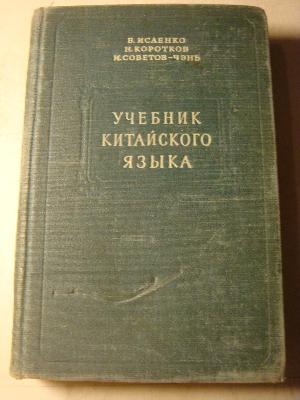 Б. ИСАЕНКО
Н. КОРОТКОВ
И. СОВЕТОВ-ЧЭНЬ
УЧЕБНИК
КИТАЙСКОГО
ЯЗЫКА